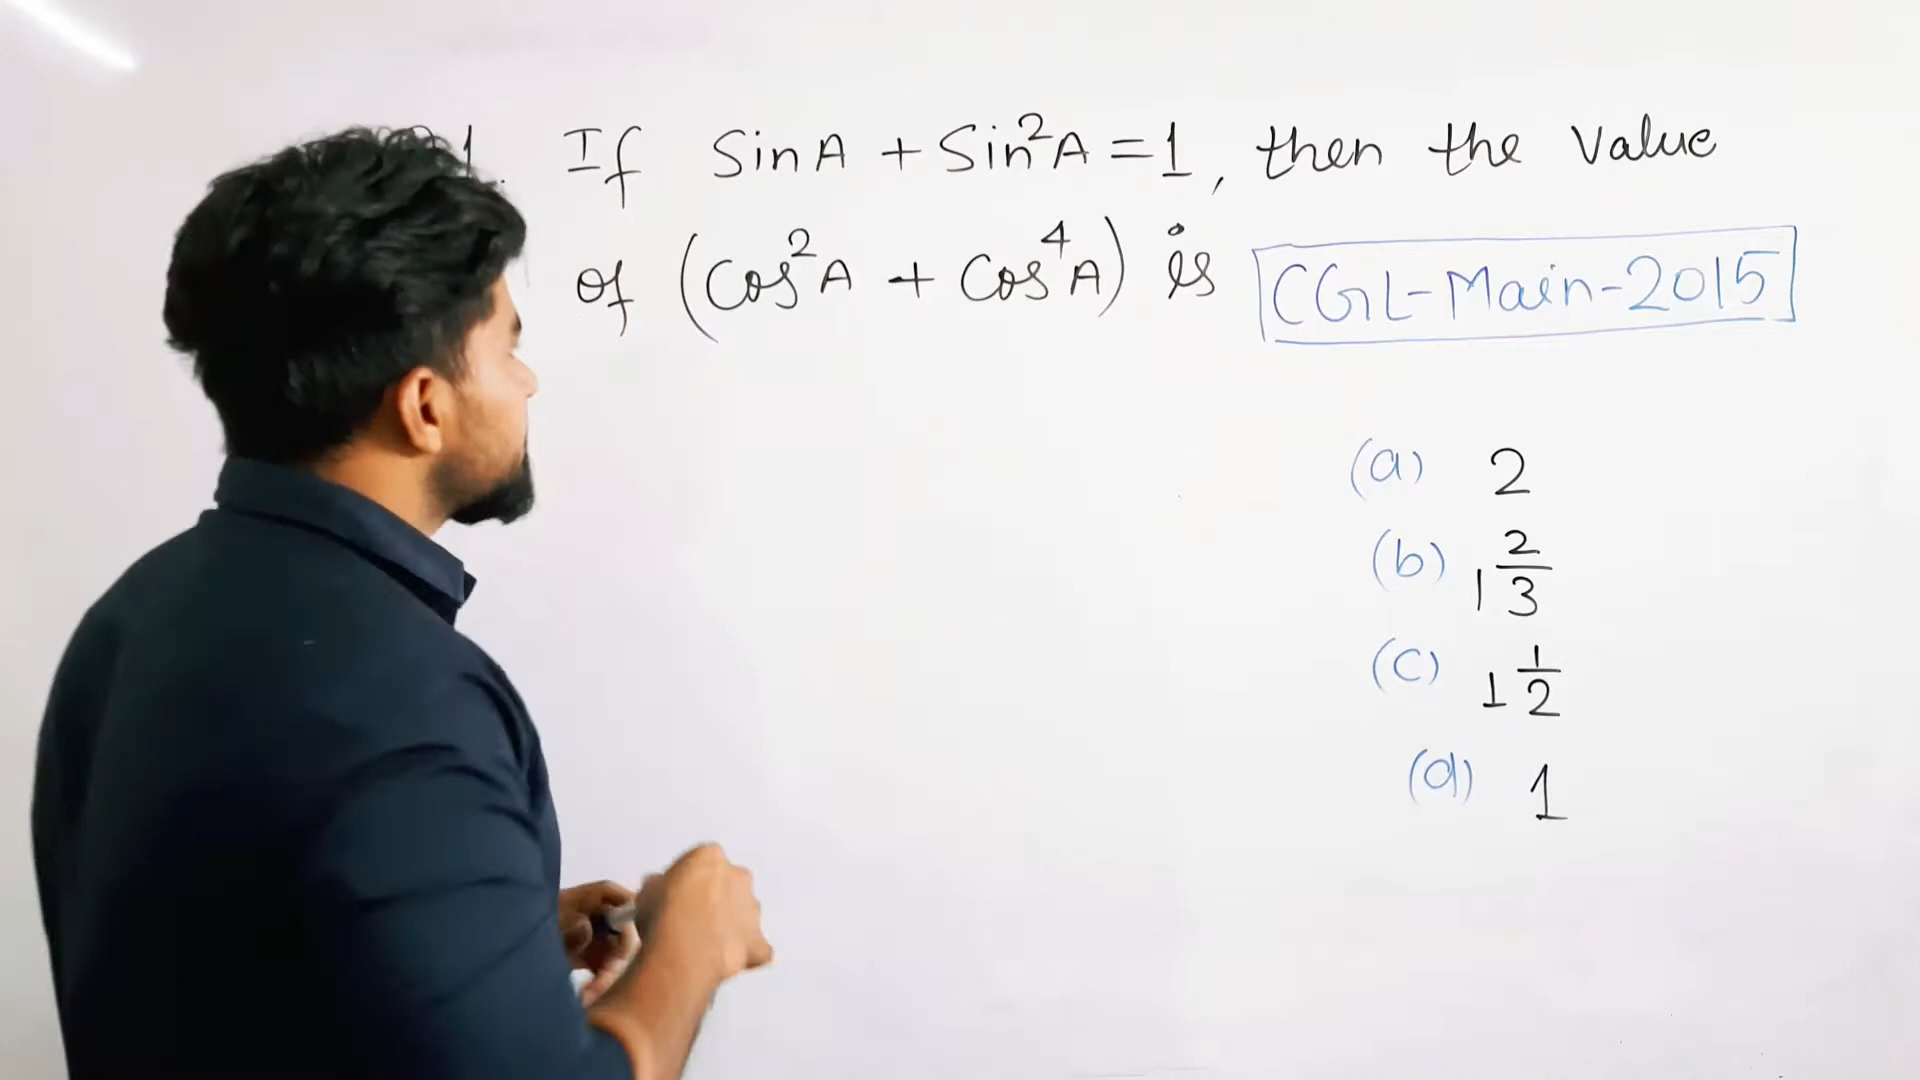 1. If Sin A + Sin²A = 1, then the value
of (Cos²A + Cos⁴A) is CGL-Main-2015
(a) 2
(b) 1 2/3
(c) 1 1/2
(d) 1